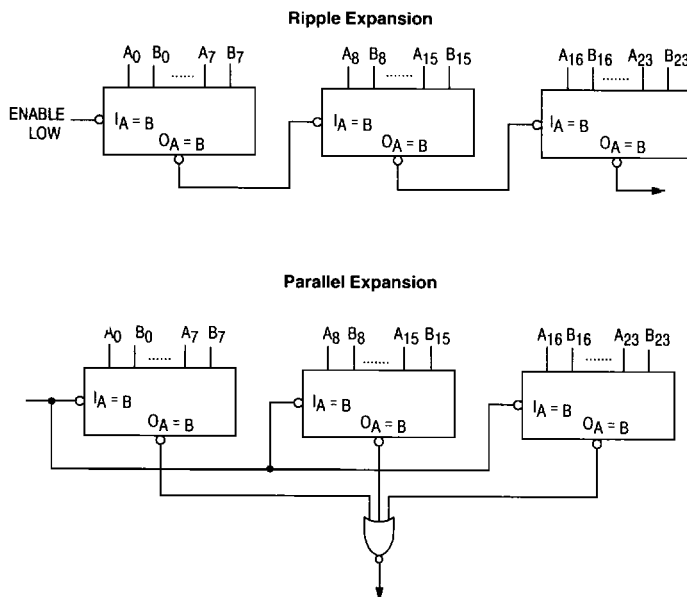 Ripple Expansion
A0 B0 ...... A7 B7
A8 B8 ...... A15 B15
A16 B16 ...... A23 B23
ENABLE
LOW
IA = B
OA = B
IA = B
OA = B
IA = B
OA = B
Parallel Expansion
A0 B0 ...... A7 B7
A8 B8 ...... A15 B15
A16 B16 ...... A23 B23
IA = B
OA = B
IA = B
OA = B
IA = B
OA = B